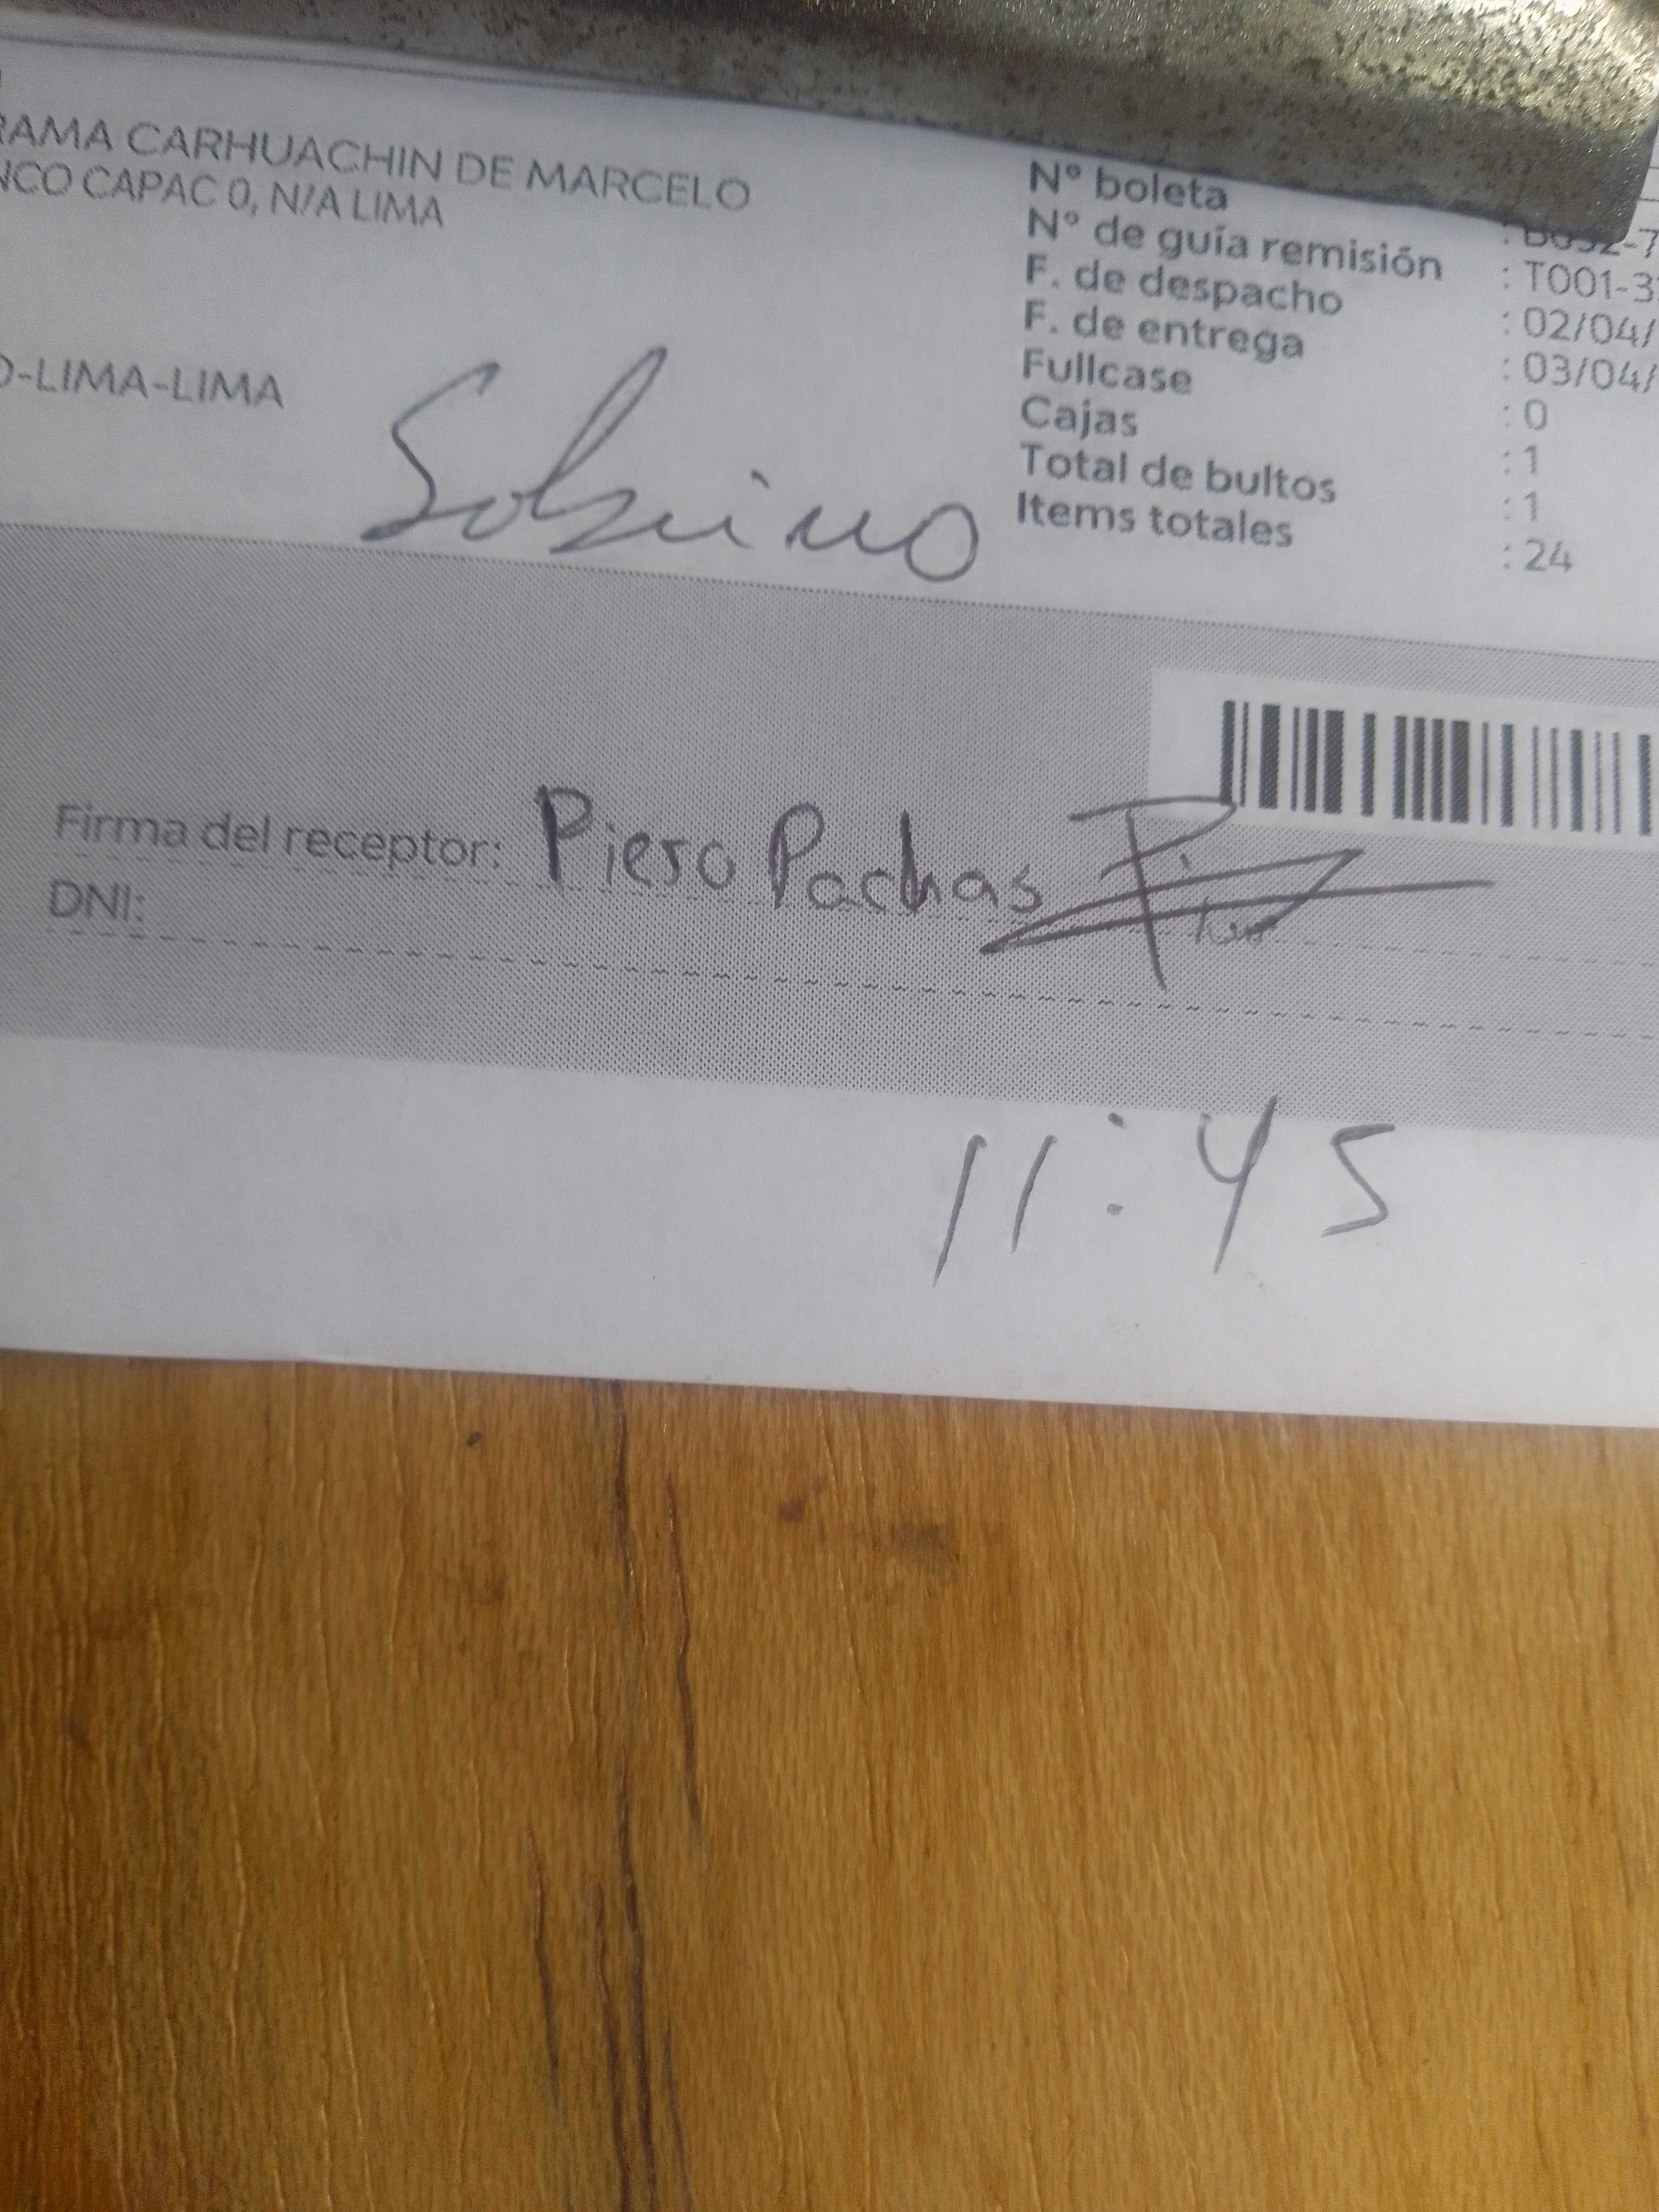 RAMA CARHUACHIN DE MARCELO
NCO CAPAC 0, N/A LIMA
O-LIMA-LIMA
Sobrino
N° boleta
N° de guía remisión : T001-3
F. de despacho : 02/04/
F. de entrega : 03/04/
Fullcase : 0
Cajas : 1
Total de bultos : 1
Items totales : 24
Firma del receptor: Piero Pachas
DNI:
11:45